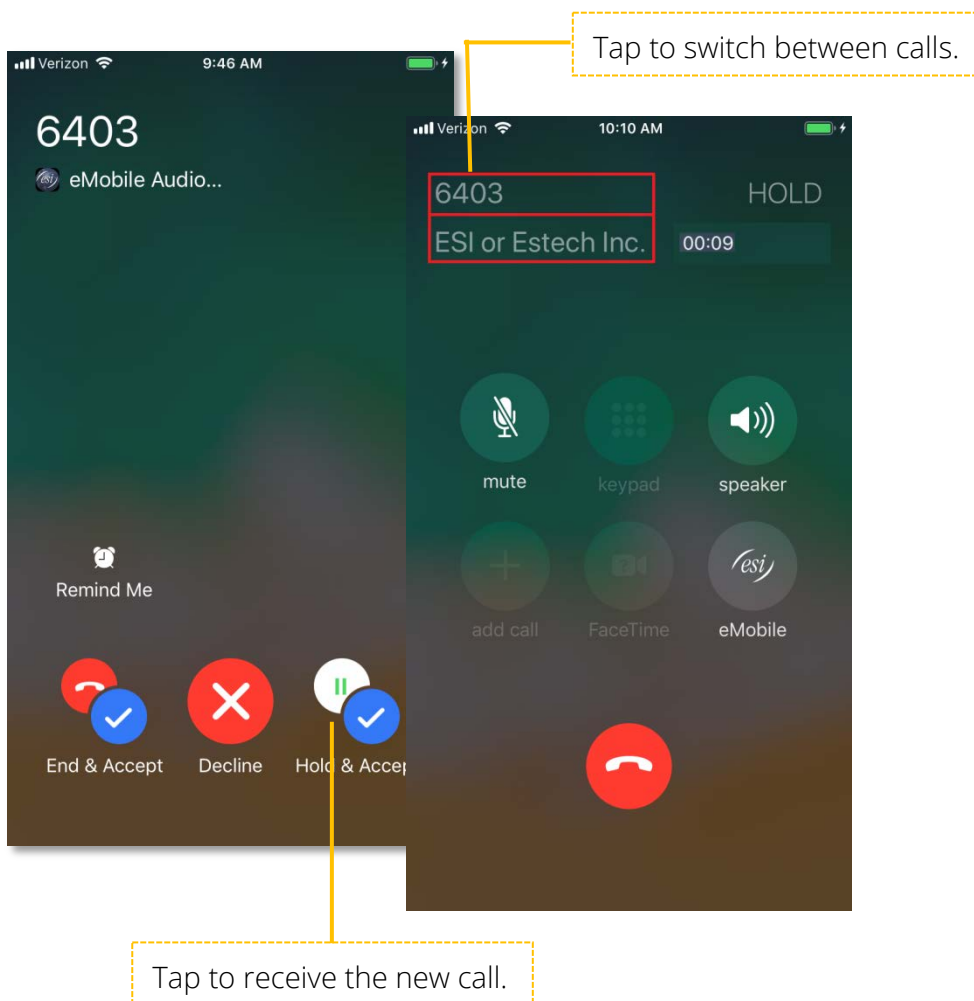 Tap to switch between calls.
Verizon 9:46 AM
6403
eMobile Audio...
Remind Me
End & Accept Decline Hold & Accep
Verizon 10:10 AM
6403 HOLD
ESI or Estech Inc. 00:09
mute keypad speaker
esi
add call FaceTime eMobile
Tap to receive the new call.